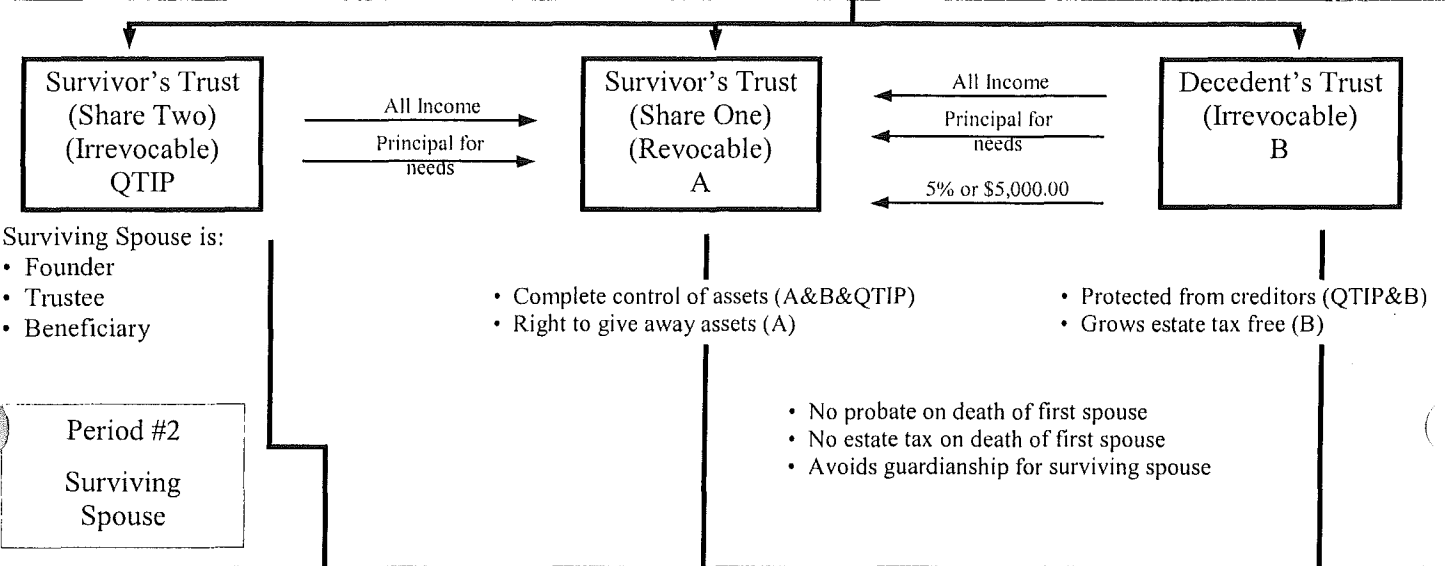 Survivor's Trust
(Share Two)
(Irrevocable)
QTIP
All Income
Principal for
needs
Survivor's Trust
(Share One)
(Revocable)
A
All Income
Principal for
needs
5% or $5,000.00
Decedent's Trust
(Irrevocable)
B
Surviving Spouse is:
• Founder
• Trustee
• Beneficiary
• Complete control of assets (A&B&QTIP)
• Right to give away assets (A)
• Protected from creditors (QTIP&B)
• Grows estate tax free (B)
Period #2
Surviving
Spouse
• No probate on death of first spouse
• No estate tax on death of first spouse
• Avoids guardianship for surviving spouse